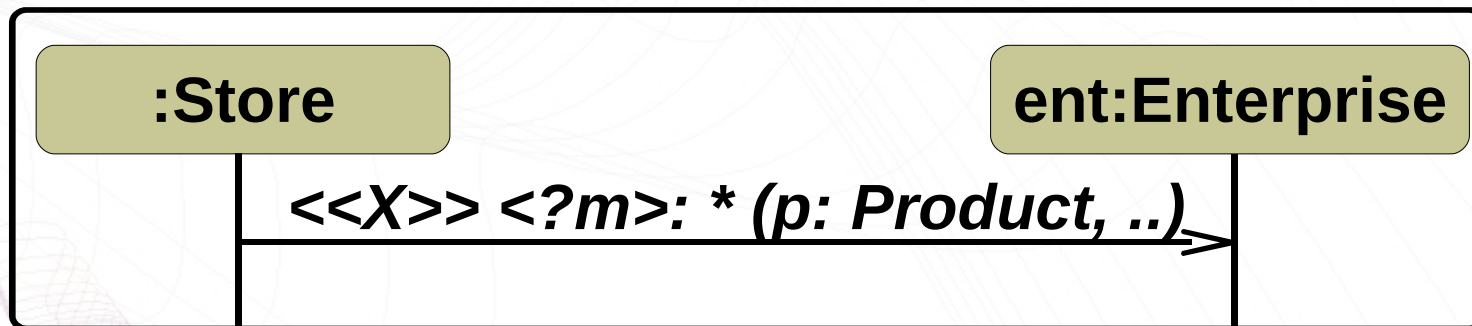 :Store
ent:Enterprise
<<X>> <?m>: * (p: Product, ..)